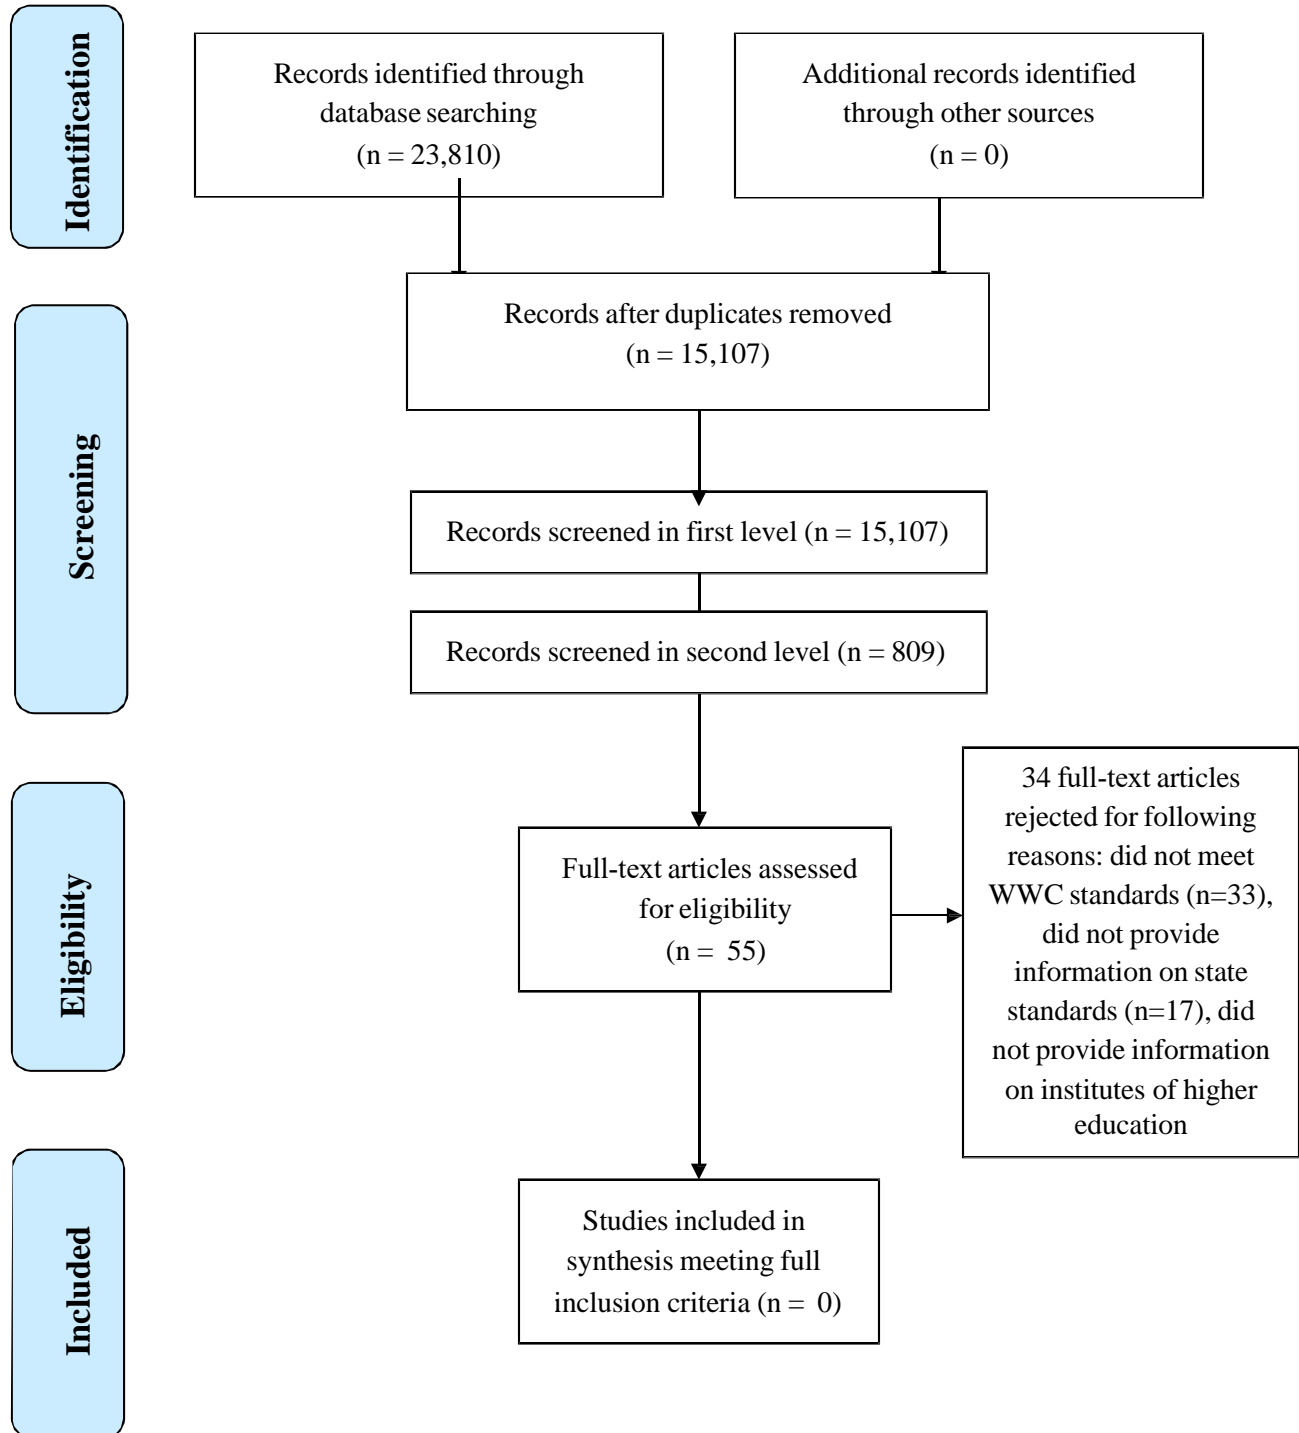 Identification
Records identified through
database searching
(n = 23,810)
Additional records identified
through other sources
(n = 0)
Screening
Records after duplicates removed
(n = 15,107)
Records screened in first level (n = 15,107)
Records screened in second level (n = 809)
Eligibility
Full-text articles assessed
for eligibility
(n = 55)
34 full-text articles
rejected for following
reasons: did not meet
WWC standards (n=33),
did not provide
information on state
standards (n=17), did
not provide information
on institutes of higher
education
Included
Studies included in
synthesis meeting full
inclusion criteria (n = 0)